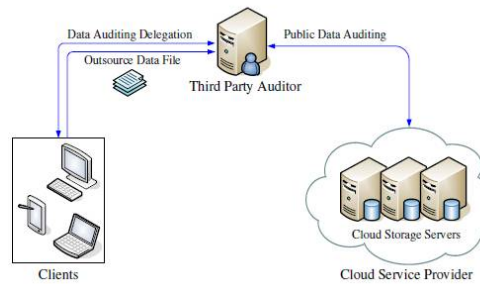 Data Auditing Delegation
Public Data Auditing
Outsource Data File
Third Party Auditor
Cloud Storage Servers
Clients
Cloud Service Provider